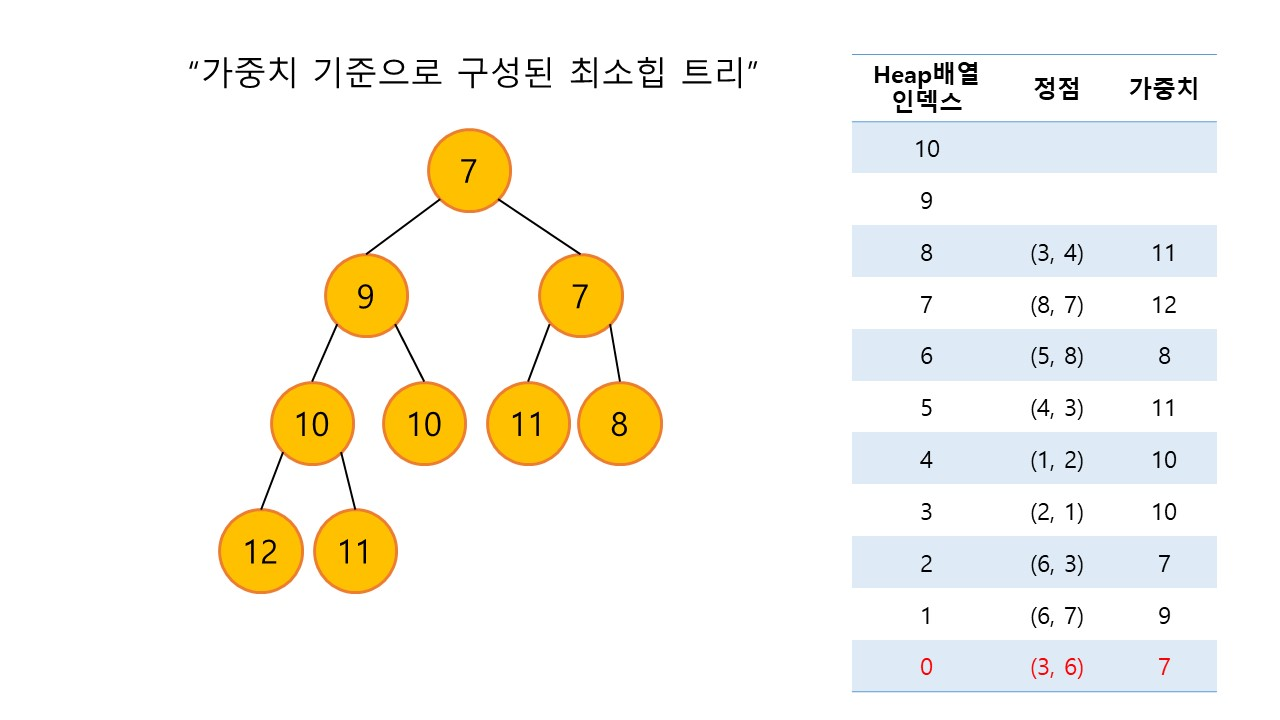 “가중치 기준으로 구성된 최소힙 트리”
7
9 7
10 10 11 8
12 11
Heap배열
인덱스 정점 가중치
10
9
8 (3, 4) 11
7 (8, 7) 12
6 (5, 8) 8
5 (4, 3) 11
4 (1, 2) 10
3 (2, 1) 10
2 (6, 3) 7
1 (6, 7) 9
0 (3, 6) 7